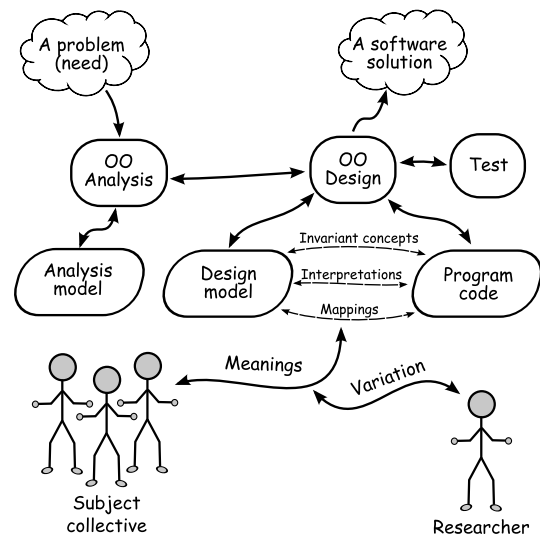 A problem
(need)
A software
solution
OO
Analysis
OO
Design
Test
Analysis
model
Design
model
Invariant concepts
Interpretations
Mappings
Program
code
Meanings
Variation
Subject
collective
Researcher